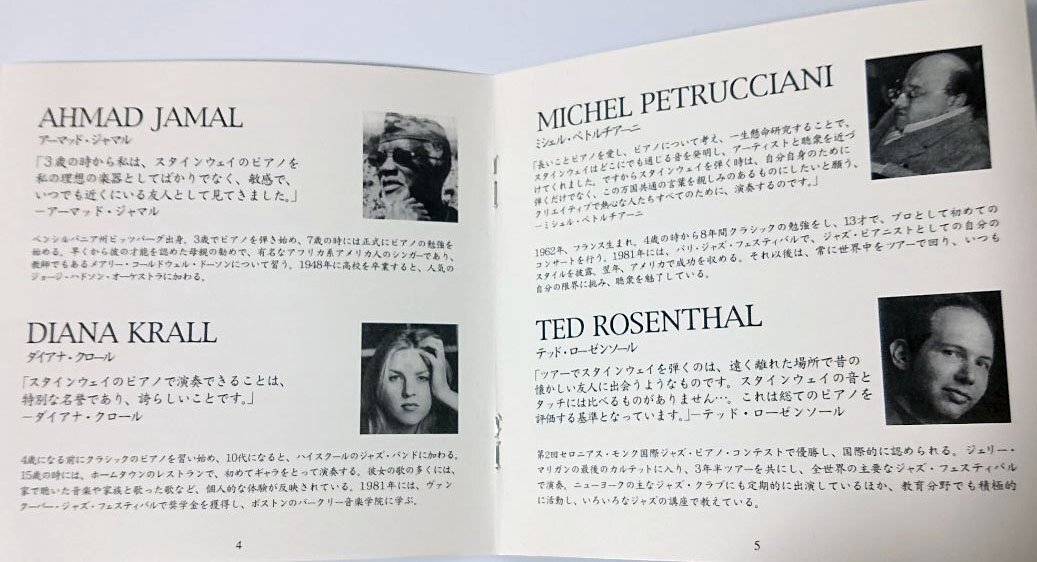 AHMAD JAMAL
アーマッド・ジャマル
「3歳の時から私は、スタインウェイのピアノを
私の理想の楽器としてばかりでなく、敏感で、
いつでも近くにいる友人として見てきました。」
－アーマッド・ジャマル
ペンシルバニア州ピッツバーグ出身。3歳でピアノを弾き始め、7歳の時には正式にピアノの勉強を
始める。早くから彼の才能を認めた母親の勧めで、有名なアフリカ系アメリカ人のシンガーであり、
教師でもあるメアリー・コールドウェル・ドーソンについて習う。1948年に高校を卒業すると、人気の
ジョージ・ハドソン・オーケストラに加わる。
DIANA KRALL
ダイアナ・クロール
「スタインウェイのピアノで演奏できることは、
特別な名誉であり、誇らしいことです。」
－ダイアナ・クロール
4歳になる前にクラシックのピアノを習い始め、10代になると、ハイスクールのジャズ・バンドに加わる。
15歳の時には、ホームタウンのレストランで、初めてギャラをとって演奏する。彼女の歌の多くには、
家で聴いた音楽や家族と歌った歌など、個人的な体験が反映されている。1981年には、ヴァン
クーバー・ジャズ・フェスティバルで奨学金を獲得し、ボストンのバークリー音楽学院に学ぶ。
4
MICHEL PETRUCCIANI
ミシェル・ペトルチアーニ
「長いことピアノを愛し、ピアノについて考え、一生懸命研究することで、
スタインウェイはどこにでも通じる音を発明し、アーティストと聴衆を近づ
けてくれました。ですからスタインウェイを弾く時は、自分自身のために
弾くだけでなく、この万国共通の言葉を親しみのあるものにしたいと願う、
クリエイティブで熱心な人たちすべてのために、演奏するのです。」
－ミシェル・ペトルチアーニ
1962年、フランス生まれ。4歳の時から8年間クラシックの勉強をし、13才で、プロとして初めての
コンサートを行う。1981年には、パリ・ジャズ・フェスティバルで、ジャズ・ピアニストとしての自分の
スタイルを披露。翌年、アメリカで成功を収める。それ以後は、常に世界中をツアーで回り、いつも
自分の限界に挑み、聴衆を魅了している。
TED ROSENTHAL
テッド・ローゼンソール
「ツアーでスタインウェイを弾くのは、遠く離れた場所で昔の
懐かしい友人に出会うようなものです。スタインウェイの音と
タッチには比べるものがありません…。これは総てのピアノを
評価する基準となっています。」－テッド・ローゼンソール
第2回セロニアス・モンク国際ジャズ・ピアノ・コンテストで優勝し、国際的に認められる。ジェリー・
マリガンの最後のカルテットに入り、3年半ツアーを共にし、全世界の主要なジャズ・フェスティバル
で演奏。ニューヨークの主なジャズ・クラブにも定期的に出演しているほか、教育分野でも積極的
に活動し、いろいろなジャズの講座で教えている。
5